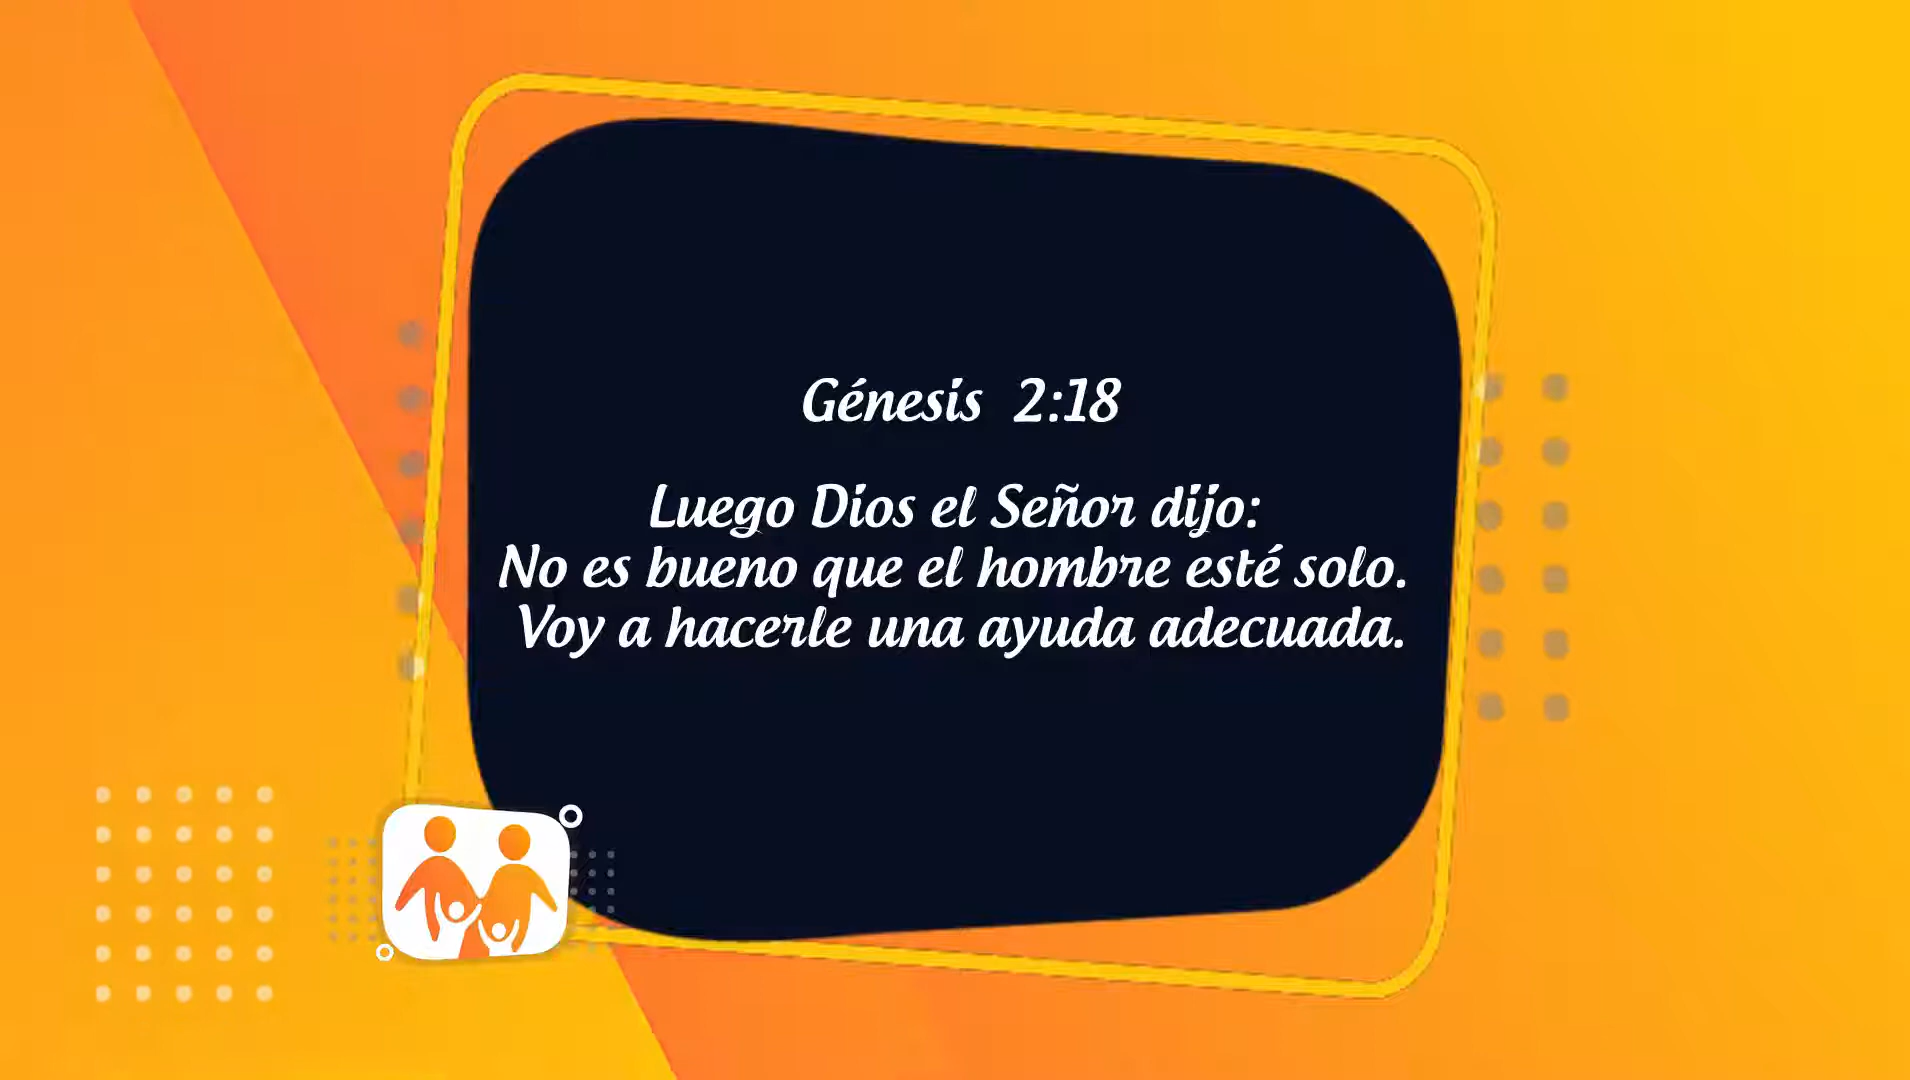 Génesis 2:18
Luego Dios el Señor dijo:
No es bueno que el hombre esté solo.
Voy a hacerle una ayuda adecuada.